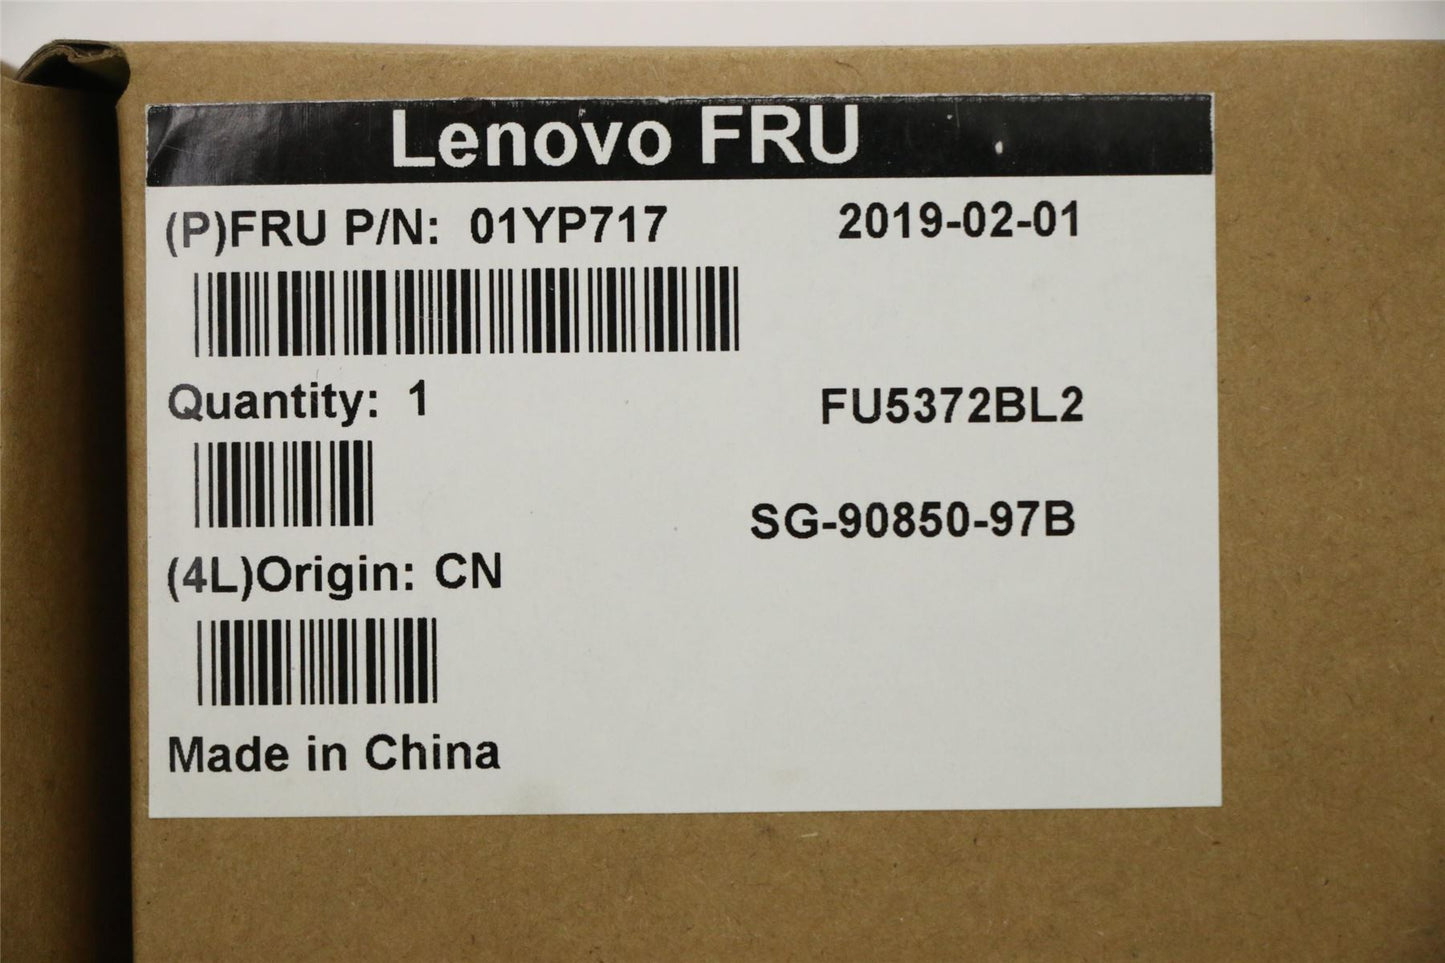 Lenovo FRU
(P)FRU P/N: 01YP717 2019-02-01
Quantity: 1 FU5372BL2
SG-90850-97B
(4L)Origin: CN
Made in China